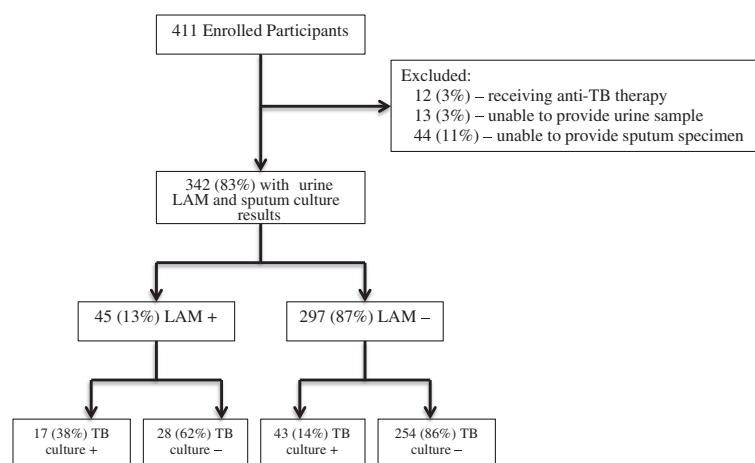 411 Enrolled Participants
Excluded:
12 (3%) – receiving anti-TB therapy
13 (3%) – unable to provide urine sample
44 (11%) – unable to provide sputum specimen
342 (83%) with urine
LAM and sputum culture
results
45 (13%) LAM +
297 (87%) LAM –
17 (38%) TB
culture +
28 (62%) TB
culture –
43 (14%) TB
culture +
254 (86%) TB
culture –